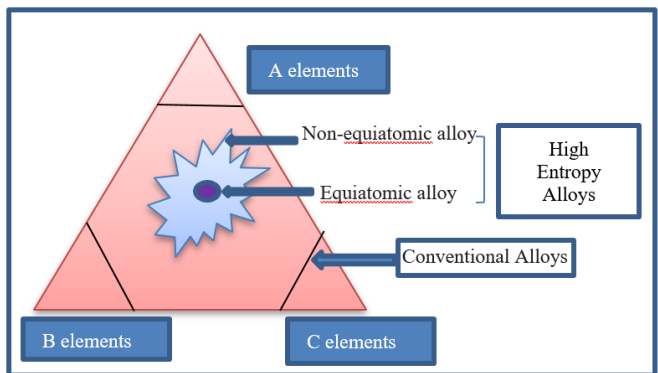 A elements
Non-equiatomic alloy
Equiatomic alloy
High
Entropy
Alloys
Conventional Alloys
B elements
C elements